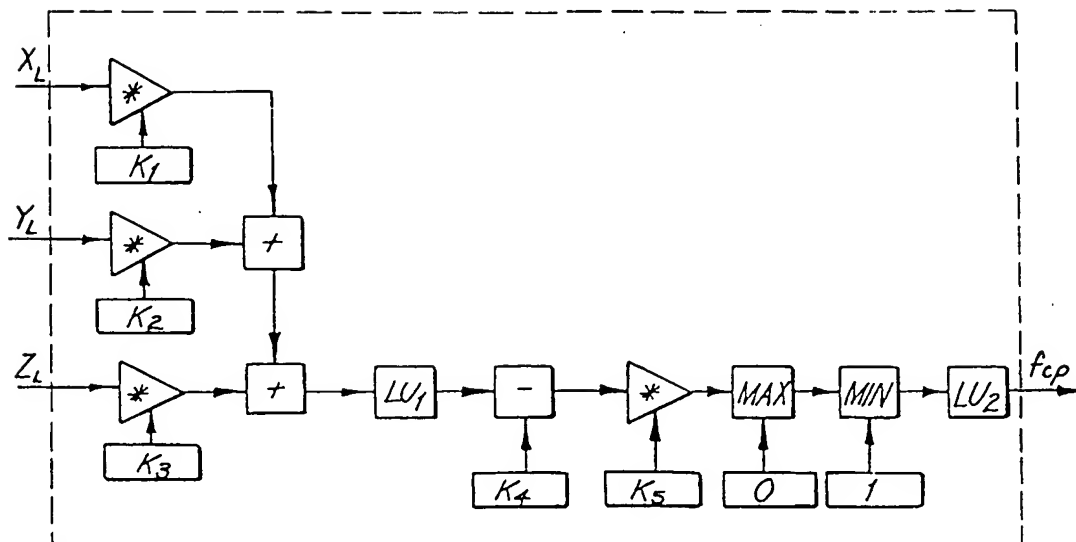 X_L
*
K_1
Y_L
*
+
K_2
Z_L
*
+
LU_1
-
*
MAX
MIN
LU_2
f_cp
K_3
K_4
K_5
0
1